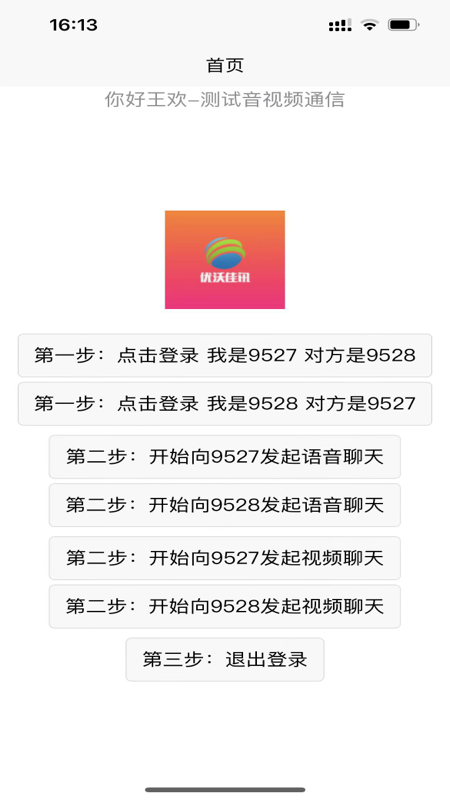 16:13
首页
你好王欢-测试音视频通信
优沃佳讯
第一步：点击登录 我是9527 对方是9528
第一步：点击登录 我是9528 对方是9527
第二步：开始向9527发起语音聊天
第二步：开始向9528发起语音聊天
第二步：开始向9527发起视频聊天
第二步：开始向9528发起视频聊天
第三步：退出登录